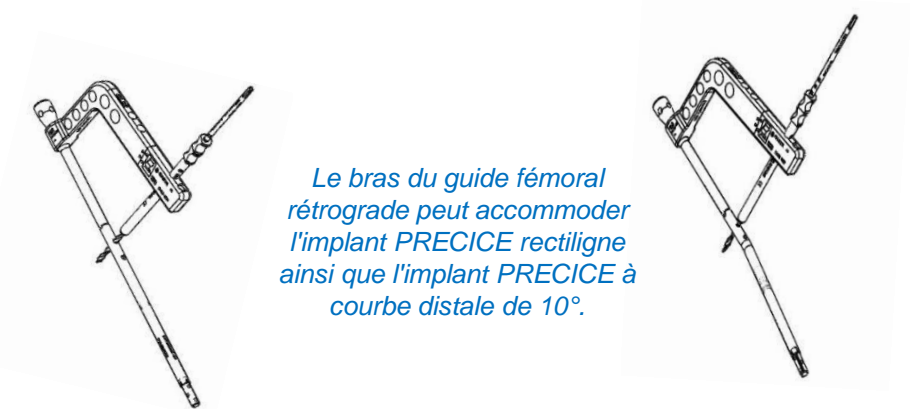 Le bras du guide fémoral
rétrograde peut accommoder
l'implant PRECICE rectiligne
ainsi que l'implant PRECICE à
courbe distale de 10°.